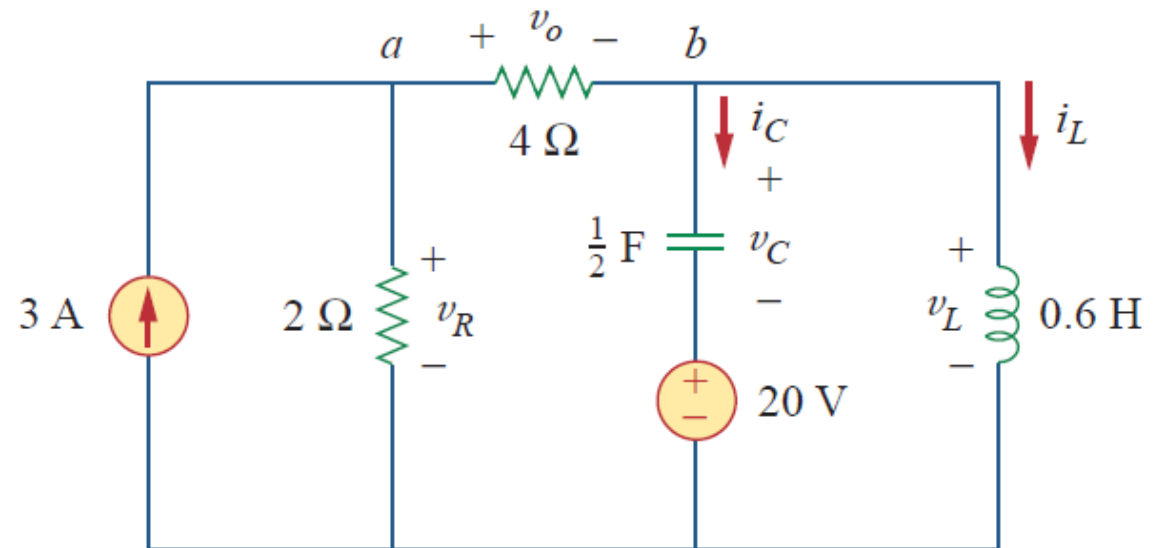 a + v_o − b
4 Ω
i_C
i_L
+
1/2 F v_C
−
3 A
2 Ω
+
v_R
−
+
v_L
−
0.6 H
+
−
20 V